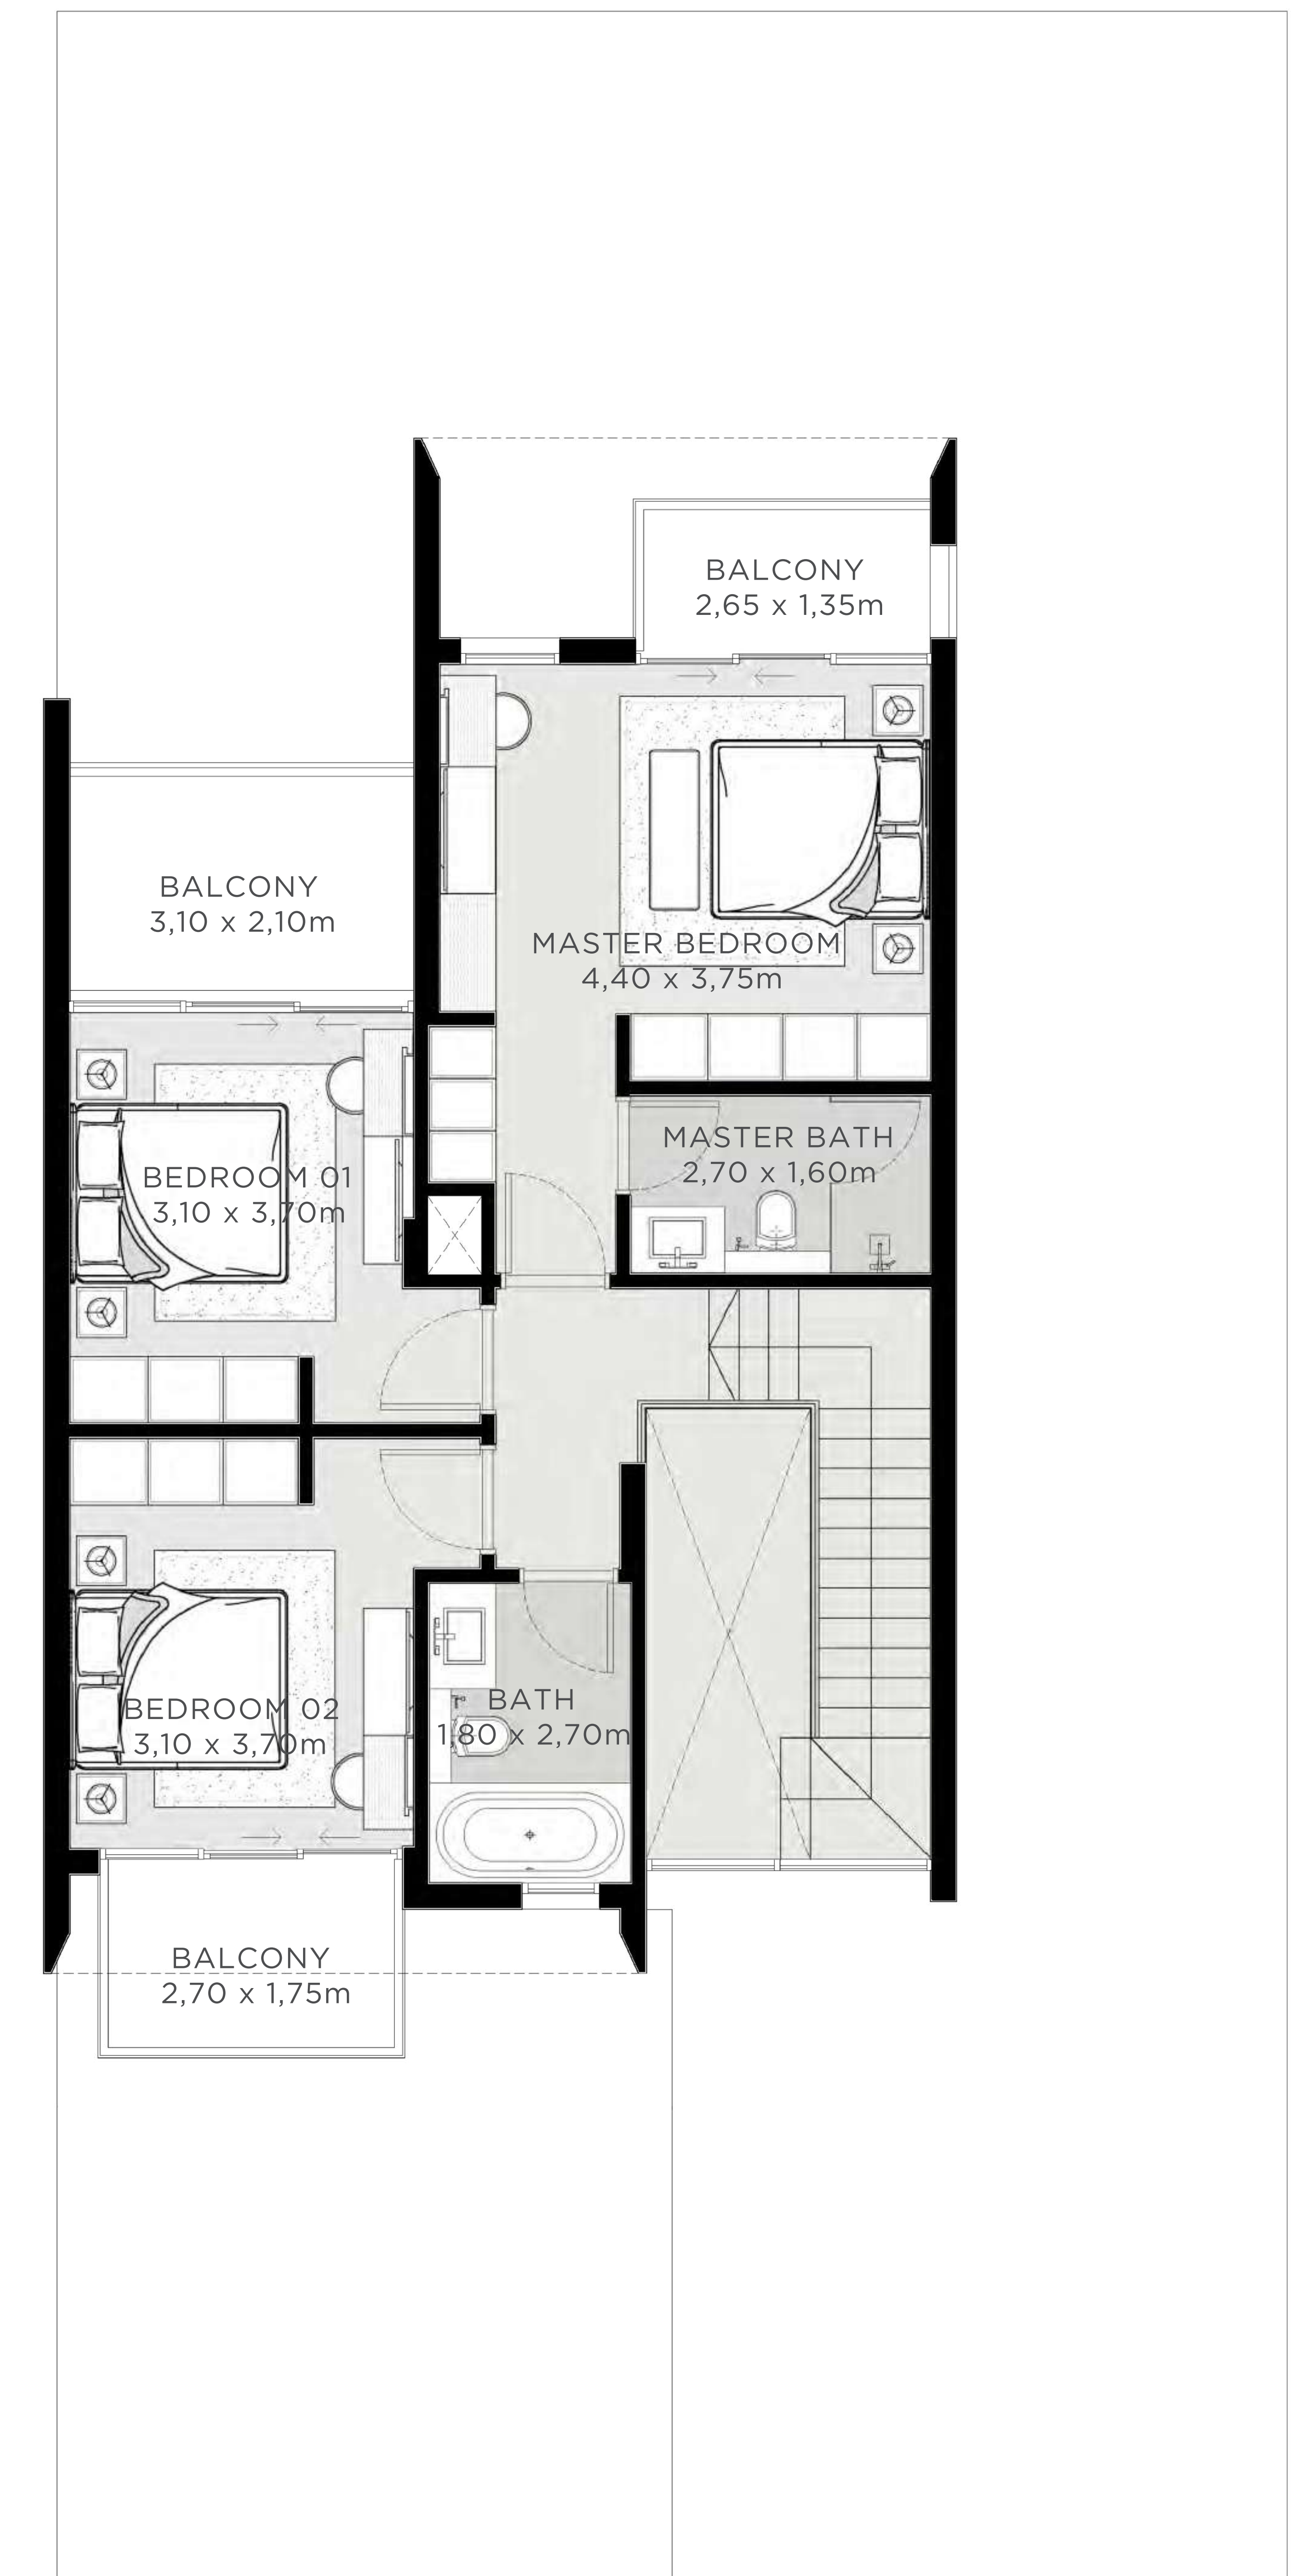 BALCONY
2,65 x 1,35m
BALCONY
3,10 x 2,10m
MASTER BEDROOM
4,40 x 3,75m
MASTER BATH
2,70 x 1,60m
BEDROOM 01
3,10 x 3,70m
BEDROOM 02
3,10 x 3,70m
BATH
1,80 x 2,70m
BALCONY
2,70 x 1,75m